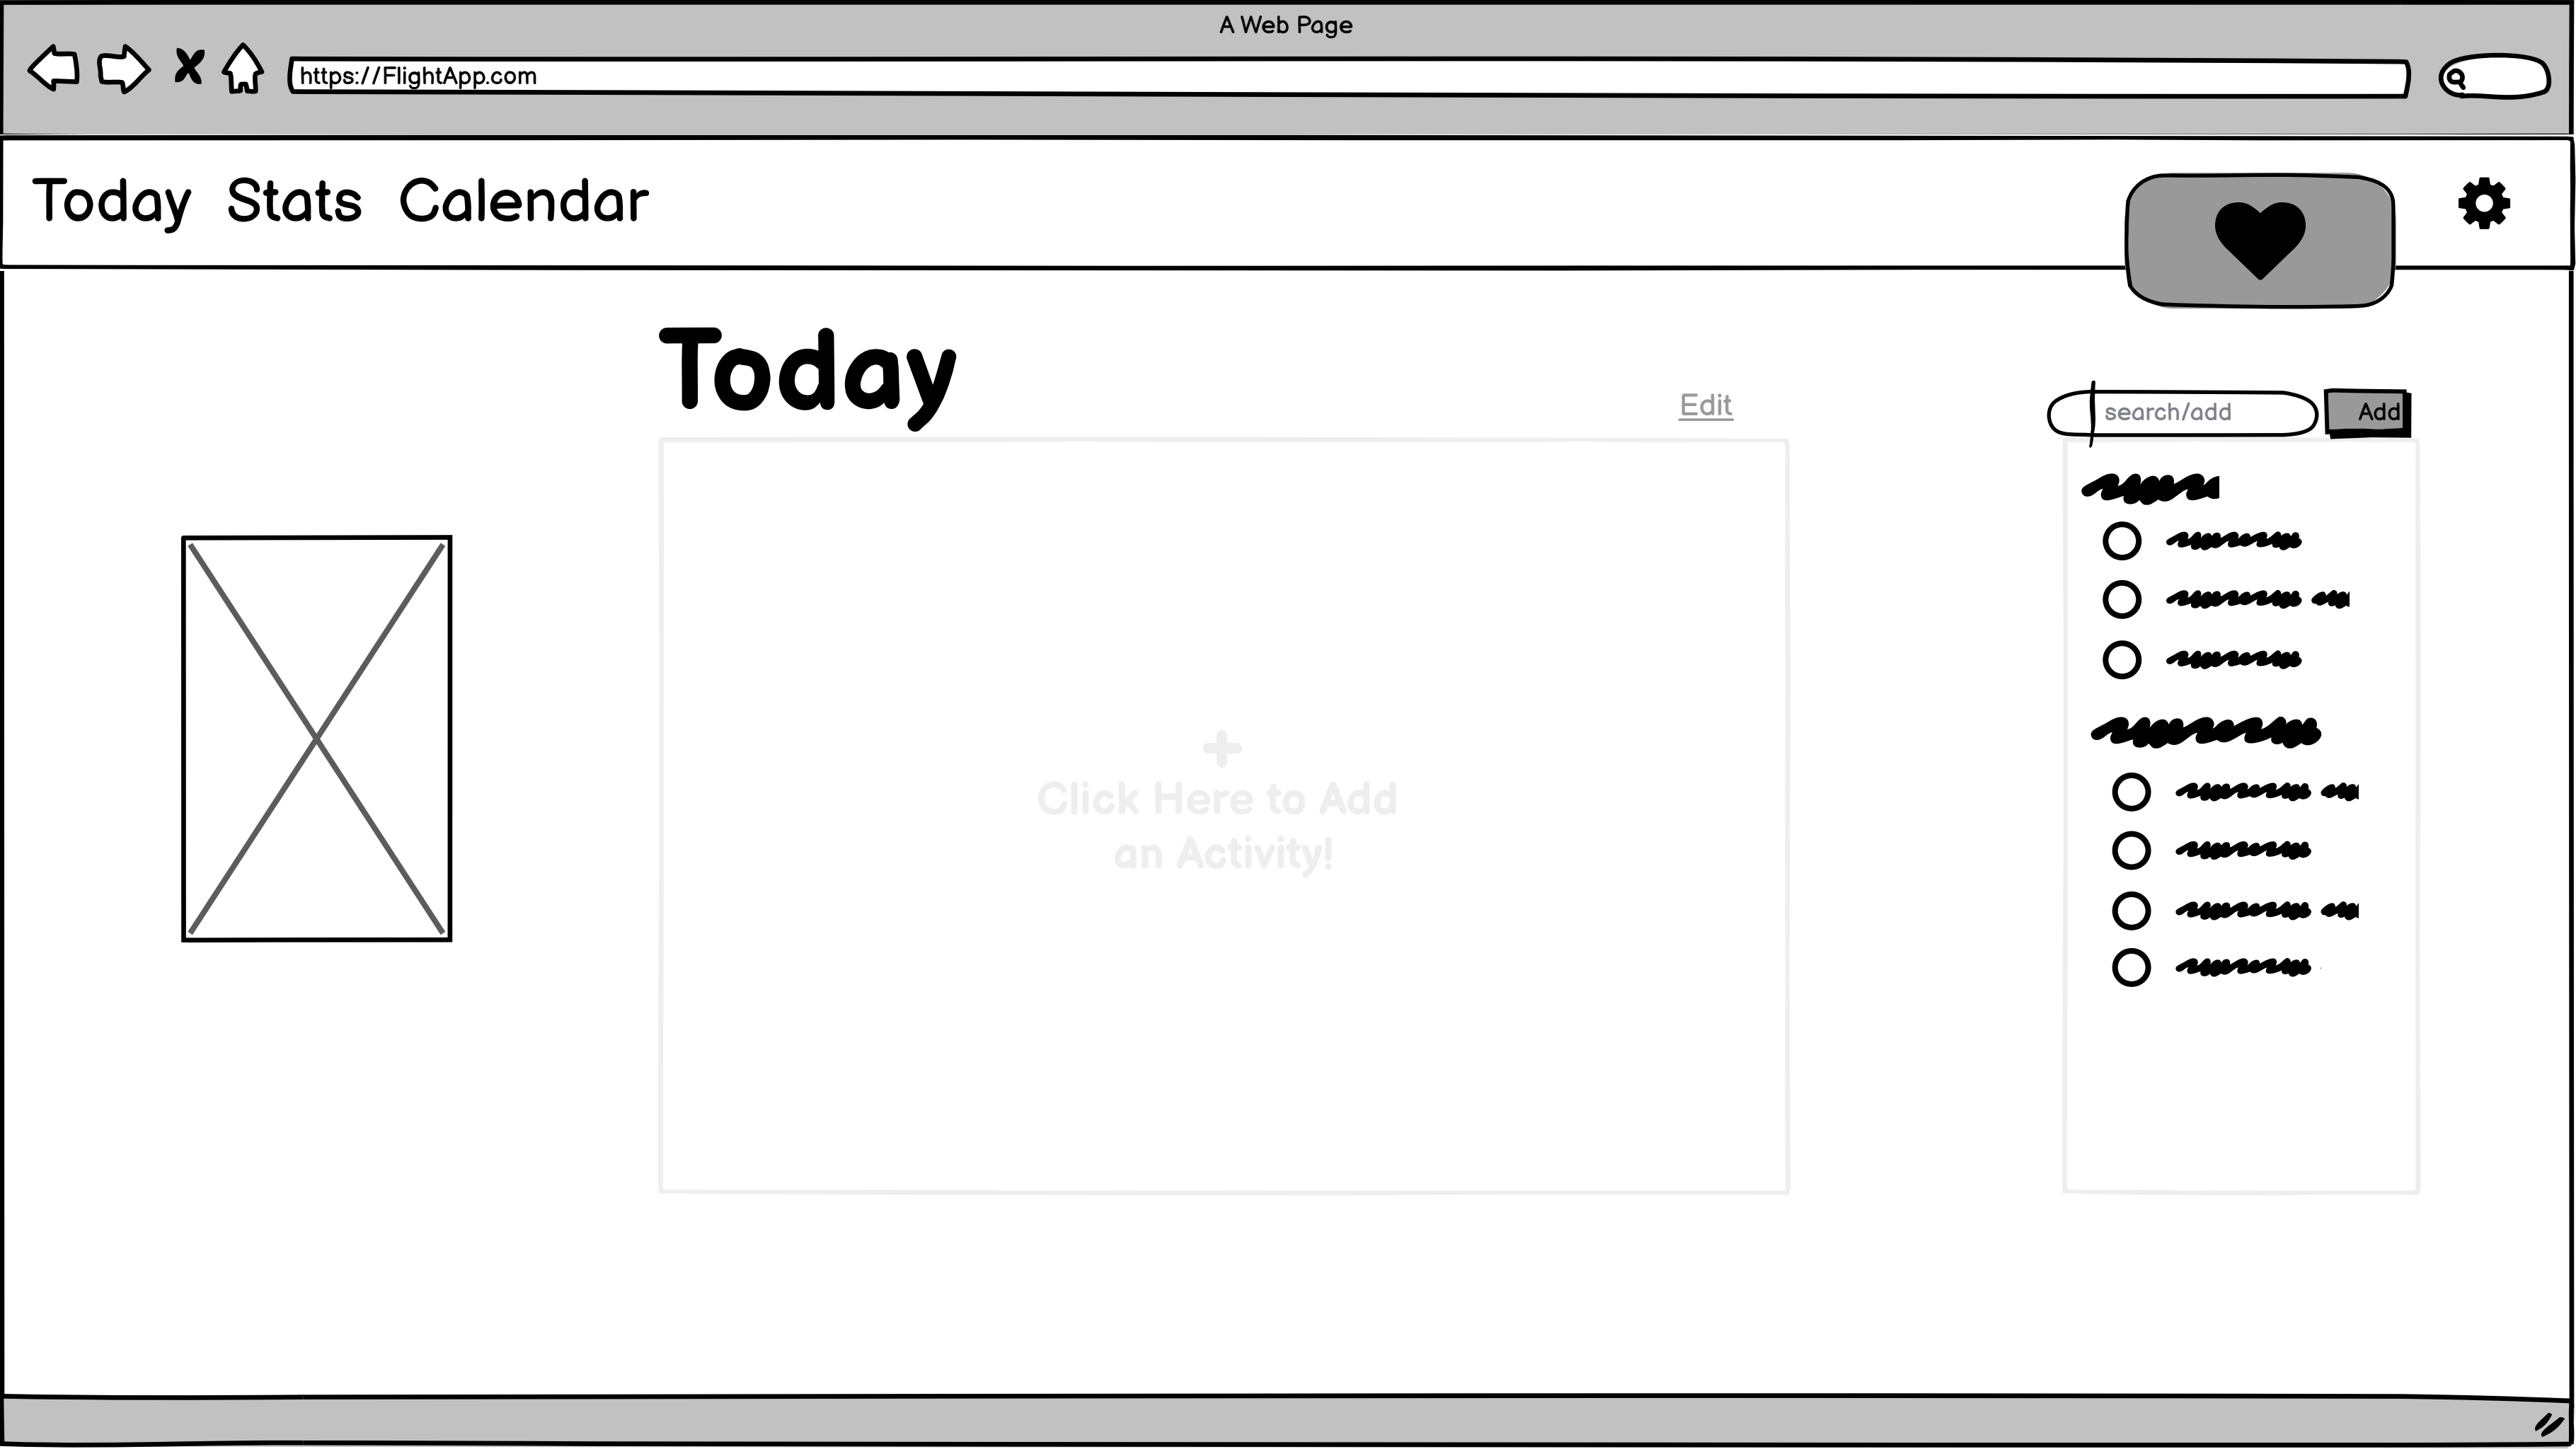 A Web Page
https://FlightApp.com
Today Stats Calendar
Today
Edit
search/add
Add
Click Here to Add
an Activity!